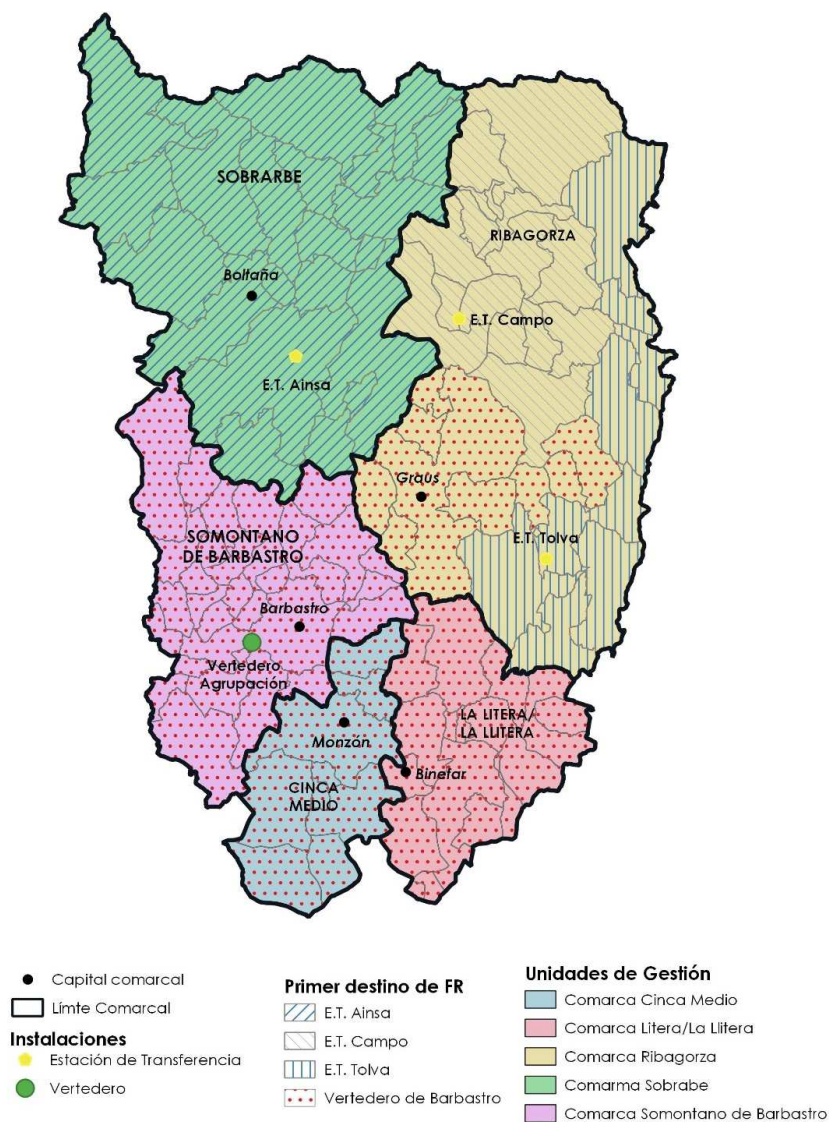 SOBRARBE
RIBAGORZA
Boltaña
E.T. Campo
E.T. Ainsa
Graus
SOMONTANO
DE BARBASTRO
E.T. Tolva
Barbastro
Vertedero
Agrupación
LA LITERA/
LA LLITERA
Monzón
Binefar
CINCA
MEDIO
Capital comarcal
Límte Comarcal
Instalaciones
Estación de Transferencia
Vertedero
Primer destino de FR
E.T. Ainsa
E.T. Campo
E.T. Tolva
Vertedero de Barbastro
Unidades de Gestión
Comarca Cinca Medio
Comarca Litera/La Llitera
Comarca Ribagorza
Comarma Sobrabe
Comarca Somontano de Barbastro